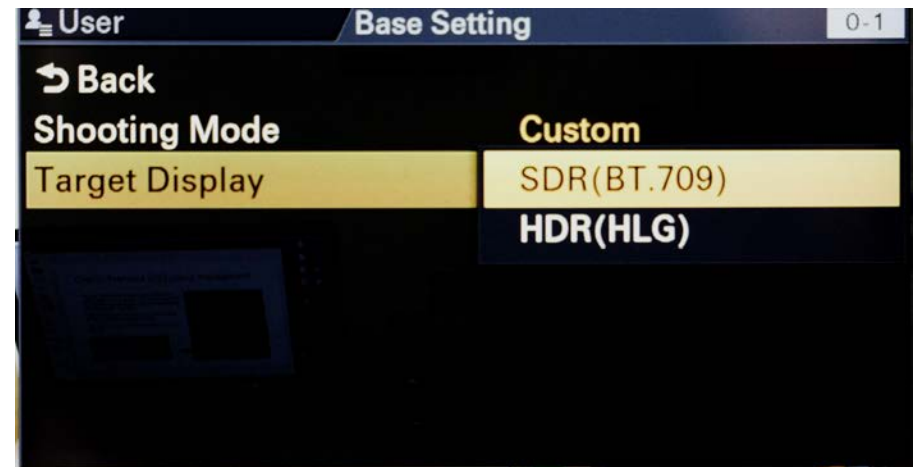 User
Base Setting
0-1
Back
Shooting Mode
Custom
Target Display
SDR(BT.709)
HDR(HLG)